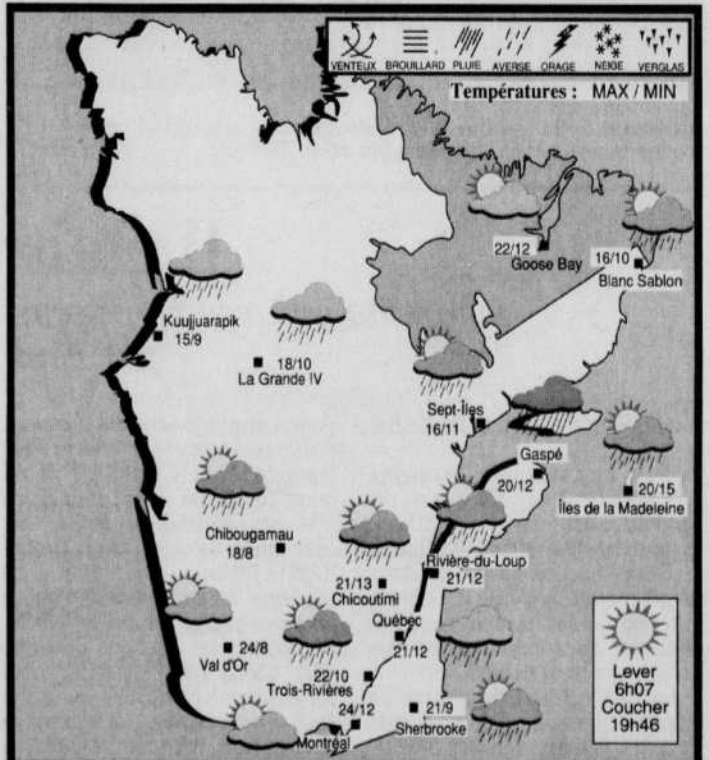 VENTEUX BROUILLARD PLUIE AVERSE ORAGE NEIGE VERGLAS
Températures : MAX / MIN
22/12
Goose Bay
16/10
Blanc Sablon
Kuujjuarapik
15/9
18/10
La Grande IV
Sept-Îles
16/11
Gaspé
20/12
20/15
Îles de la Madeleine
Chibougamau
18/8
21/13
Chicoutimi
Rivière-du-Loup
21/12
Québec
21/12
24/8
Val d'Or
22/10
Trois-Rivières
24/12
Montréal
21/9
Sherbrooke
Lever
6h07
Coucher
19h46